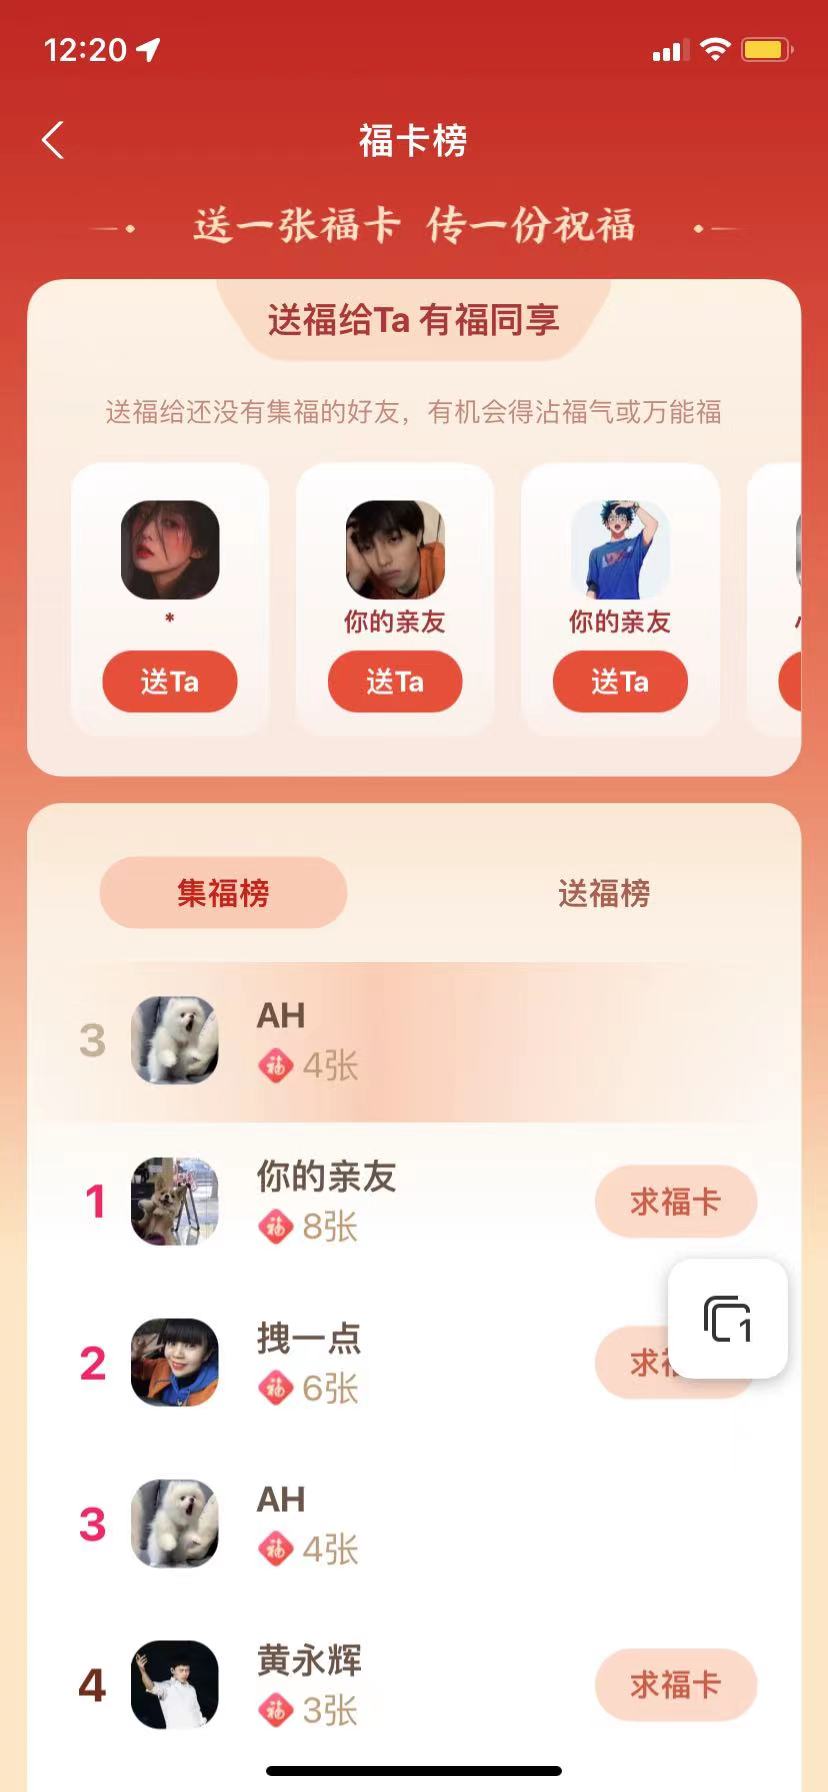 12:20
福卡榜
送一张福卡 传一份祝福
送福给Ta 有福同享
送福给还没有集福的好友，有机会得沾福气或万能福
*
你的亲友
你的亲友
送Ta
送Ta
送Ta
集福榜
送福榜
3
AH
福 4张
1
你的亲友
福 8张
求福卡
1
2
拽一点
福 6张
求
3
AH
福 4张
4
黄永辉
福 3张
求福卡